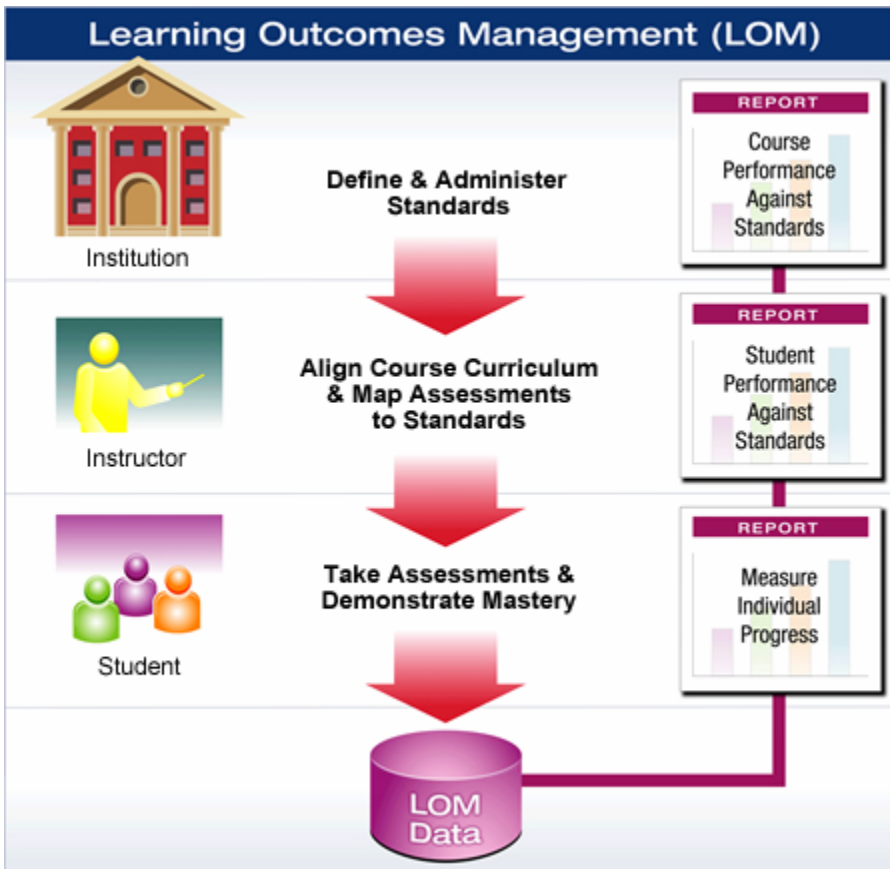 Learning Outcomes Management (LOM)
Institution
Define & Administer
Standards
REPORT
Course
Performance
Against
Standards
Instructor
Align Course Curriculum
& Map Assessments
to Standards
REPORT
Student
Performance
Against
Standards
Student
Take Assessments &
Demonstrate Mastery
REPORT
Measure
Individual
Progress
LOM
Data